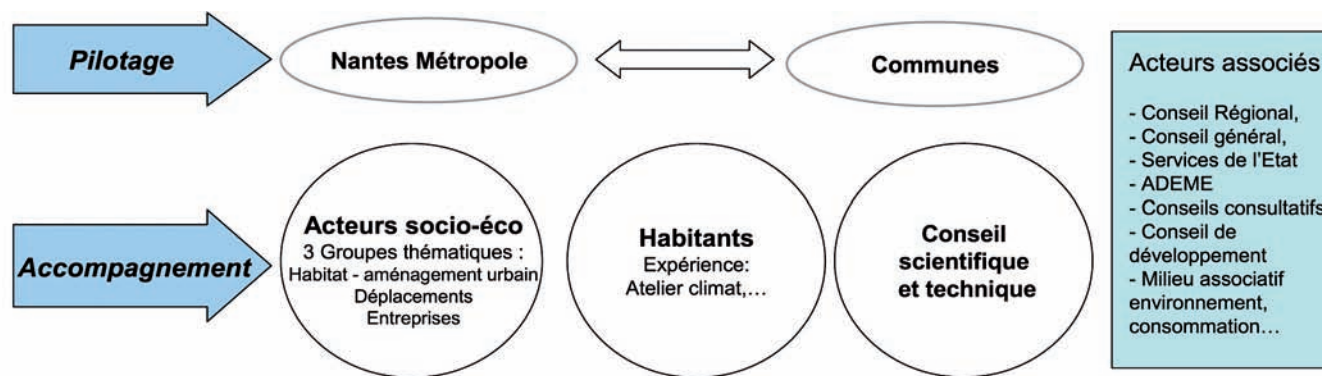 Pilotage
Nantes Métropole
Communes
Accompagnement
Acteurs socio-éco
3 Groupes thématiques :
Habitat - aménagement urbain
Déplacements
Entreprises
Habitants
Expérience:
Atelier climat,…
Conseil
scientifique
et technique
Acteurs associés
- Conseil Régional,
- Conseil général,
- Services de l'Etat
- ADEME
- Conseils consultatifs
- Conseil de
développement
- Milieu associatif
environnement,
consommation…